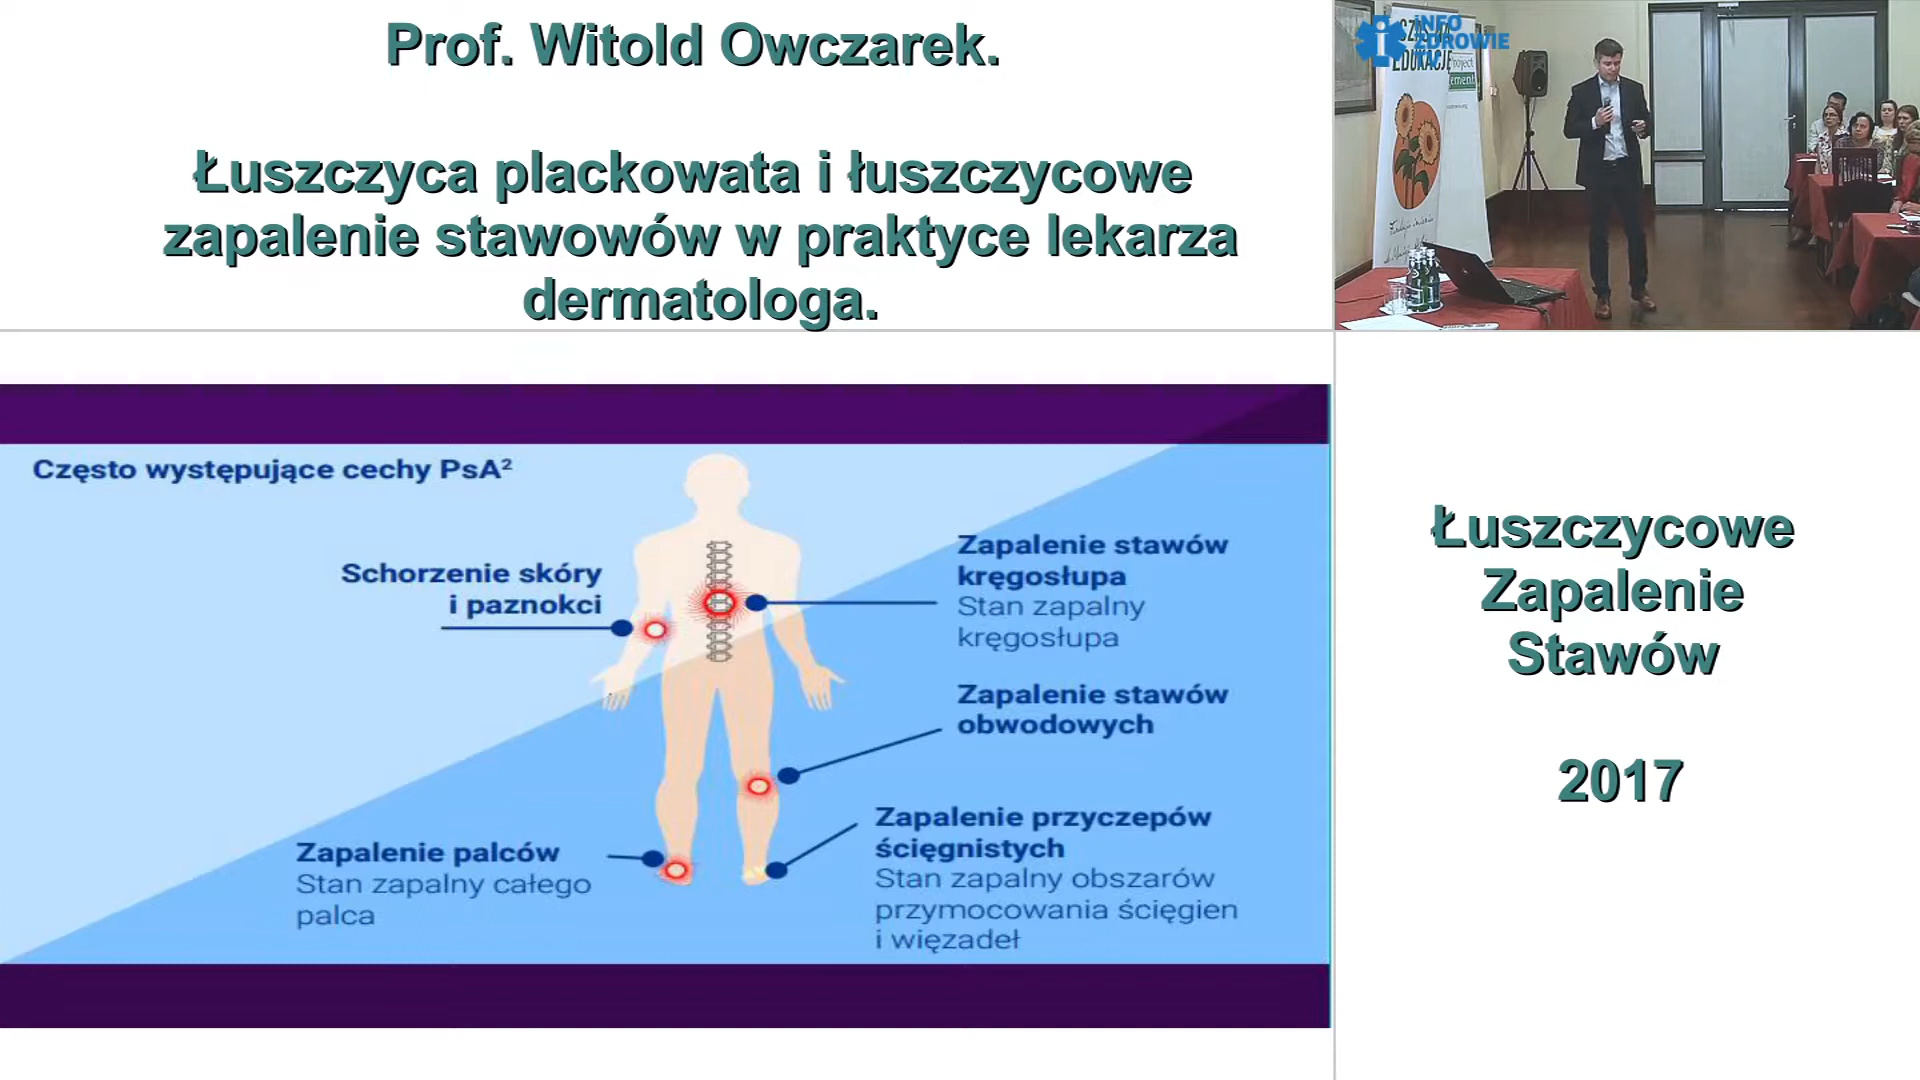 Prof. Witold Owczarek.
Łuszczyca plackowata i łuszczycowe
zapalenie stawowów w praktyce lekarza
dermatologa.
iNFO
ZDROWIE
EDUKACJE
Często występujące cechy PsA²
Schorzenie skóry
i paznokci
Zapalenie stawów
kręgosłupa
Stan zapalny
kręgosłupa
Zapalenie stawów
obwodowych
Zapalenie palców
Stan zapalny całego
palca
Zapalenie przyczepów
ścięgnistych
Stan zapalny obszarów
przymocowania ścięgien
i więzadeł
Łuszczycowe
Zapalenie
Stawów
2017